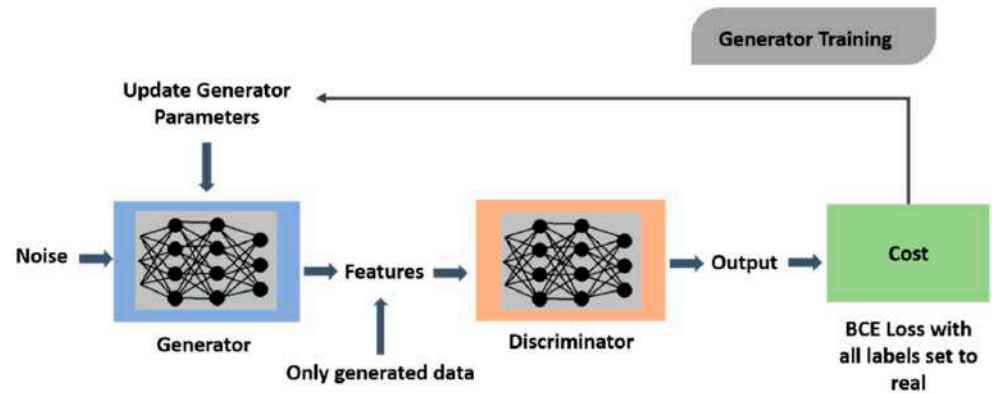 Generator Training
Update Generator
Parameters
Noise
Features
Output
Cost
Generator
Discriminator
Only generated data
BCE Loss with
all labels set to
real